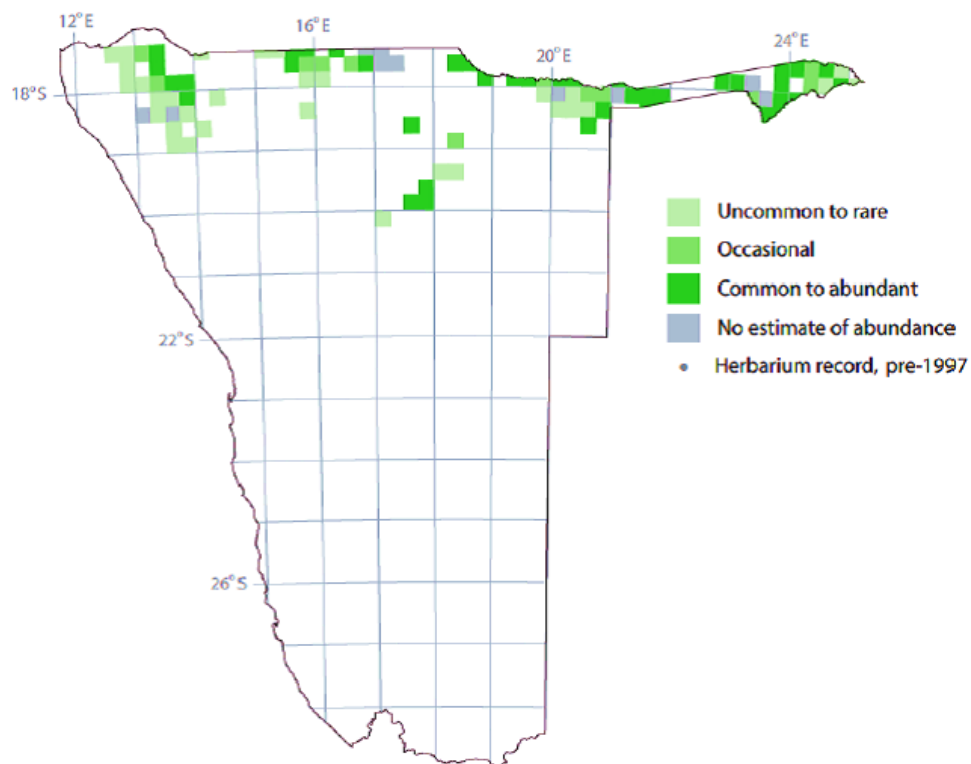 12°E
16°E
20°E
24°E
18°S
22°S
26°S
Uncommon to rare
Occasional
Common to abundant
No estimate of abundance
Herbarium record, pre-1997